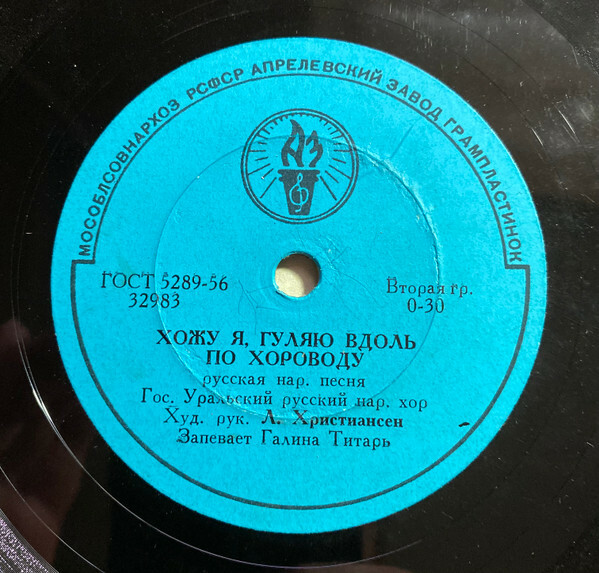 МОСОБЛСОВНАРХОЗ РСФСР АПРЕЛЕВСКИЙ ЗАВОД ГРАМПЛАСТИНОК
АЗ
ГОСТ 5289-56
32983
Вторая гр.
0-30
ХОЖУ Я, ГУЛЯЮ ВДОЛЬ
ПО ХОРОВОДУ
русская нар. песня
Гос. Уральский русский нар. хор
Худ. рук. Л. Христиансен
Запевает Галина Титарь